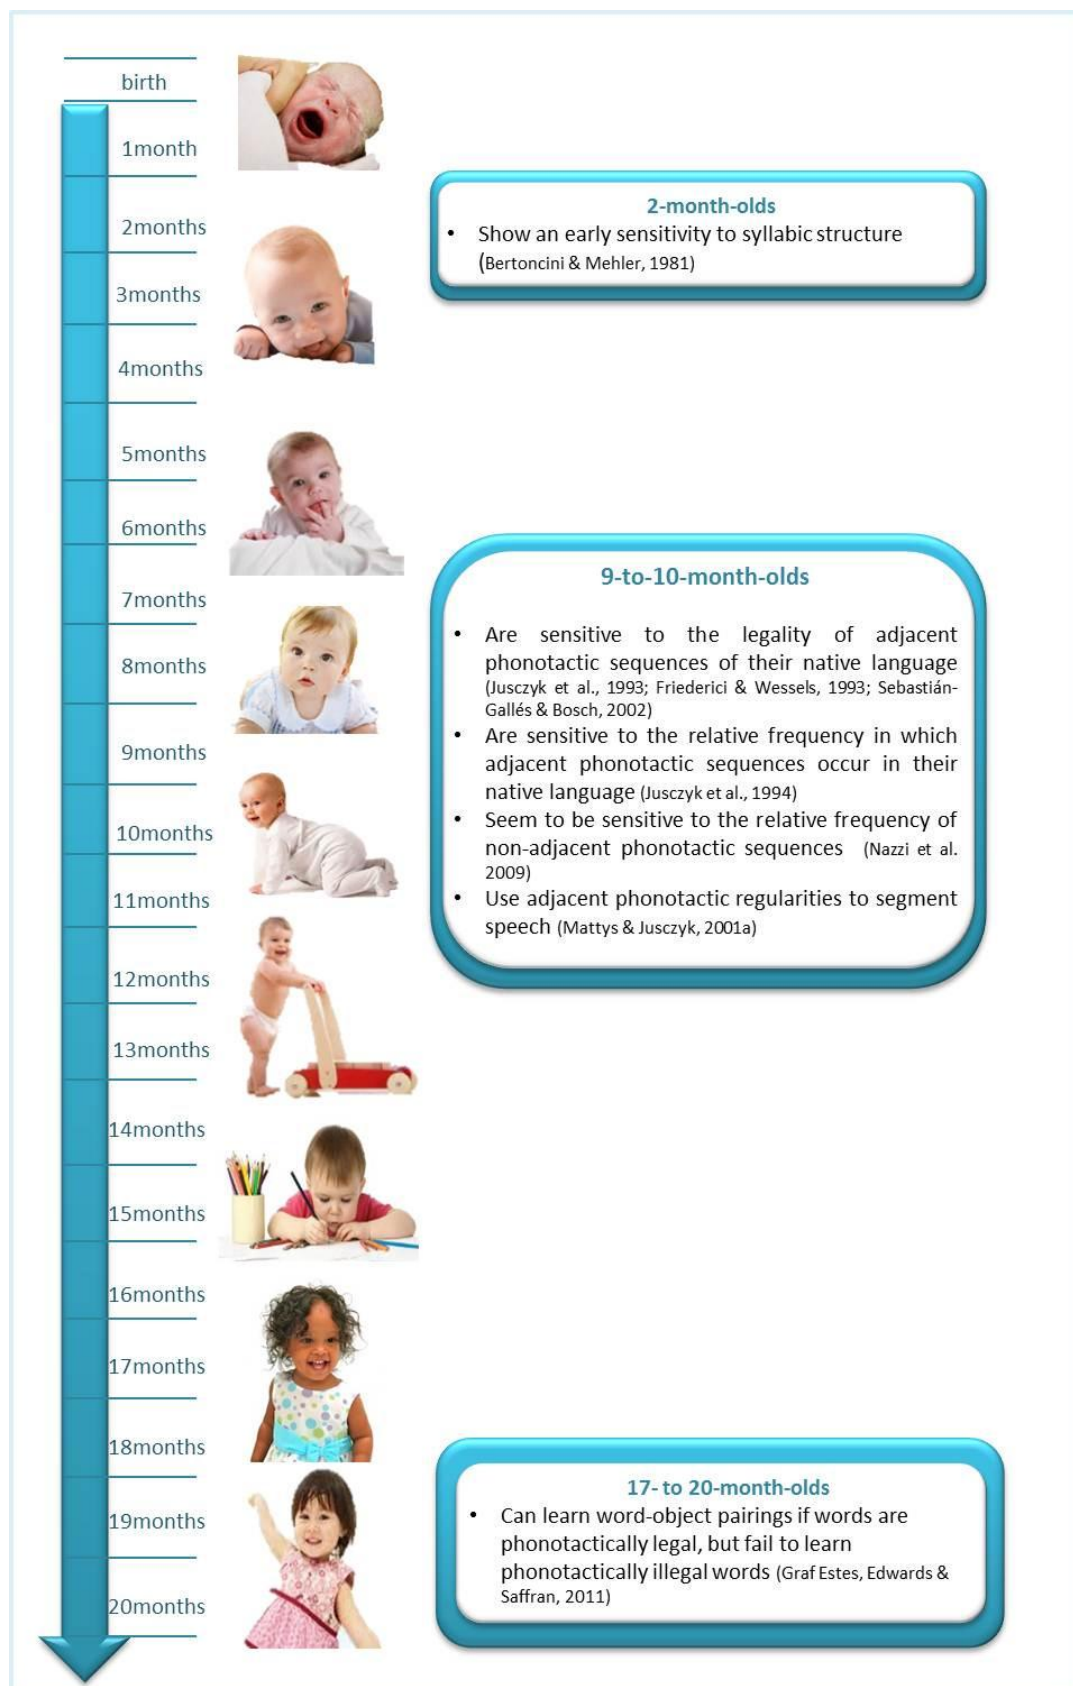 birth
1month
2months
3months
4months
5months
6months
7months
8months
9months
10months
11months
12months
13months
14months
15months
16months
17months
18months
19months
20months
2-month-olds
• Show an early sensitivity to syllabic structure
(Bertoncini & Mehler, 1981)
9-to-10-month-olds
• Are sensitive to the legality of adjacent
phonotactic sequences of their native language
(Jusczyk et al., 1993; Friederici & Wessels, 1993; Sebastián-
Gallés & Bosch, 2002)
• Are sensitive to the relative frequency in which
adjacent phonotactic sequences occur in their
native language (Jusczyk et al., 1994)
• Seem to be sensitive to the relative frequency of
non-adjacent phonotactic sequences (Nazzi et al.
2009)
• Use adjacent phonotactic regularities to segment
speech (Mattys & Jusczyk, 2001a)
17- to 20-month-olds
• Can learn word-object pairings if words are
phonotactically legal, but fail to learn
phonotactically illegal words (Graf Estes, Edwards &
Saffran, 2011)